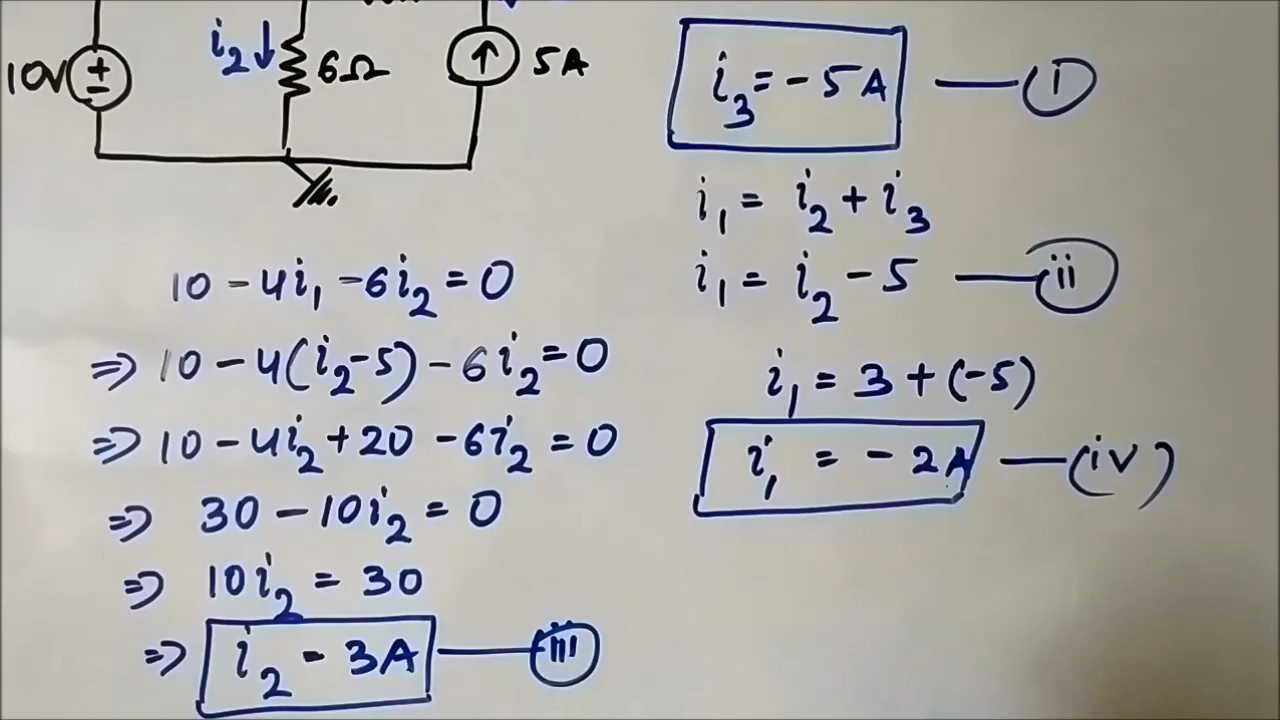 10V
i₂↓
6Ω
5A
i₃ = - 5A — (i)
i₁ = i₂ + i₃
i₁ = i₂ - 5 — (ii)
10 - 4i₁ - 6i₂ = 0
⇒ 10 - 4(i₂-5) - 6i₂ = 0
⇒ 10 - 4i₂ + 20 - 6i₂ = 0
⇒ 30 - 10i₂ = 0
⇒ 10i₂ = 30
⇒ i₂ - 3A — (iii)
i₁ = 3 + (-5)
i₁ = - 2A — (iv)